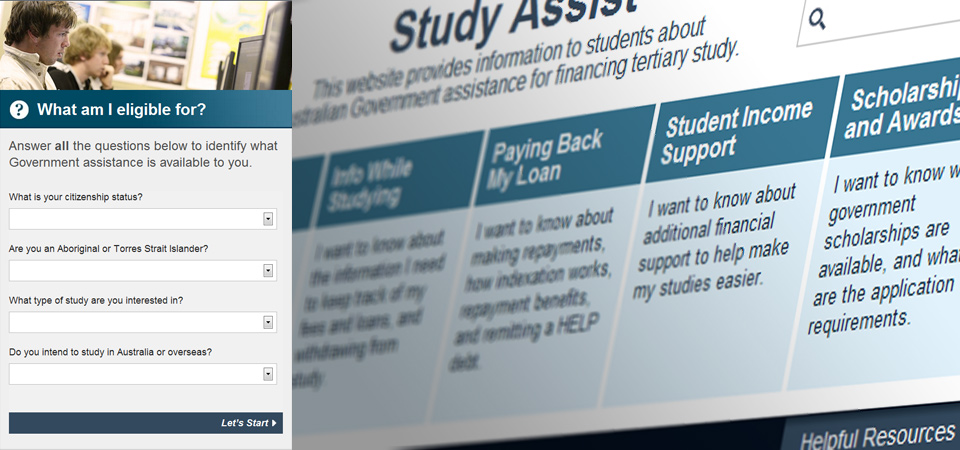 What am I eligible for?
Answer all the questions below to identify what
Government assistance is available to you.
What is your citizenship status?
Are you an Aboriginal or Torres Strait Islander?
What type of study are you interested in?
Do you intend to study in Australia or overseas?
Let's Start
Study Assist
This website provides information to students about
Government assistance for financing tertiary study.
Info While
Studying
I want to know about
the information I need
to keep track of my
fees and loans, and
withdrawing from
study.
Paying Back
My Loan
I want to know about
making repayments,
how indexation works,
repayment benefits,
and remitting a HELP
debt.
Student Income
Support
I want to know about
additional financial
support to help make
my studies easier.
and Awards
I want to know
government
scholarships are
available, and what
are the application
requirements.
Helpful Resources